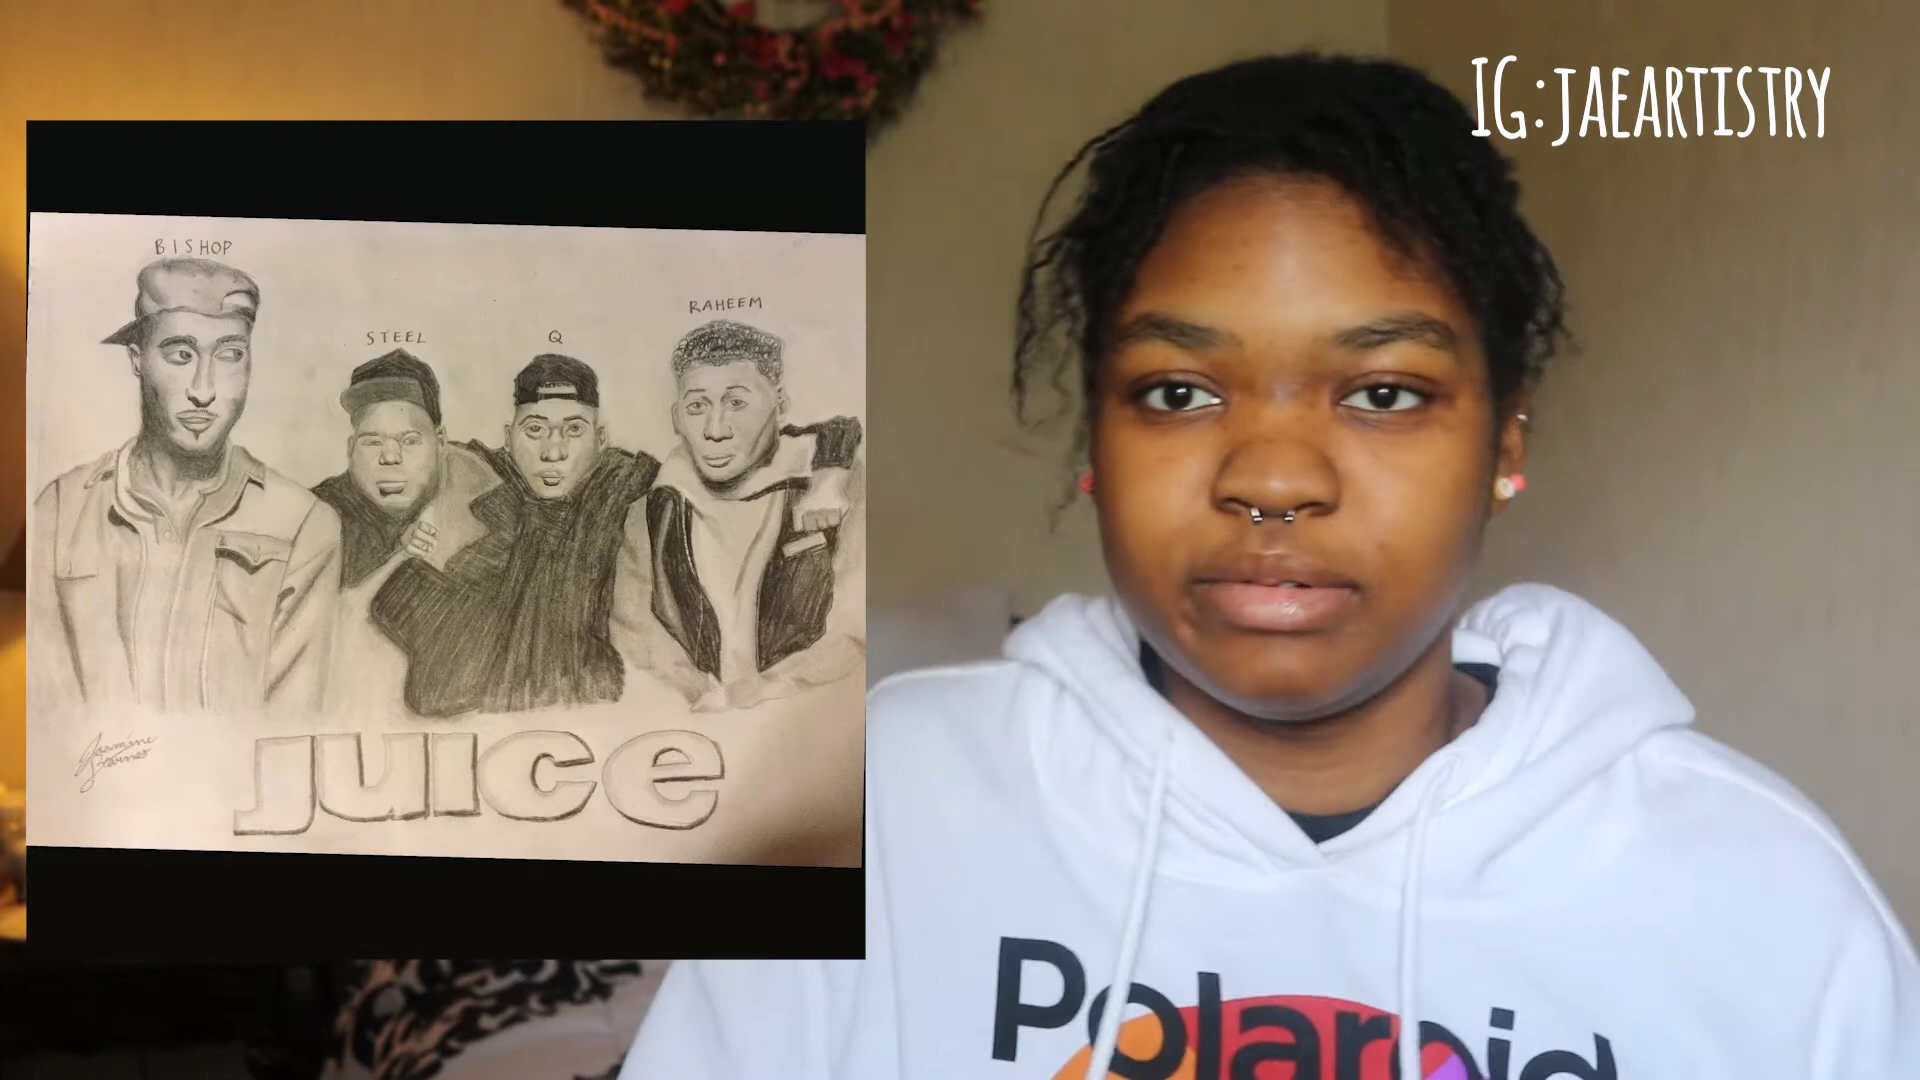 IG:JAEARTISTRY
BISHOP
STEEL
Q
RAHEEM
juice
Polaroid